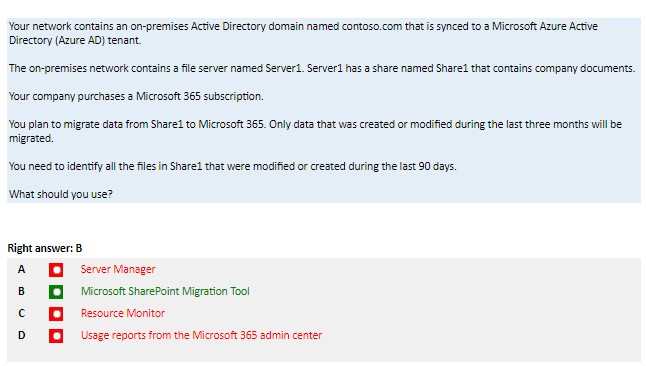 Your network contains an on-premises Active Directory domain named contoso.com that is synced to a Microsoft Azure Active
Directory (Azure AD) tenant.
The on-premises network contains a file server named Server1. Server1 has a share named Share1 that contains company documents.
Your company purchases a Microsoft 365 subscription.
You plan to migrate data from Share1 to Microsoft 365. Only data that was created or modified during the last three months will be
migrated.
You need to identify all the files in Share1 that were modified or created during the last 90 days.
What should you use?
Right answer: B
A Server Manager
B Microsoft SharePoint Migration Tool
C Resource Monitor
D Usage reports from the Microsoft 365 admin center